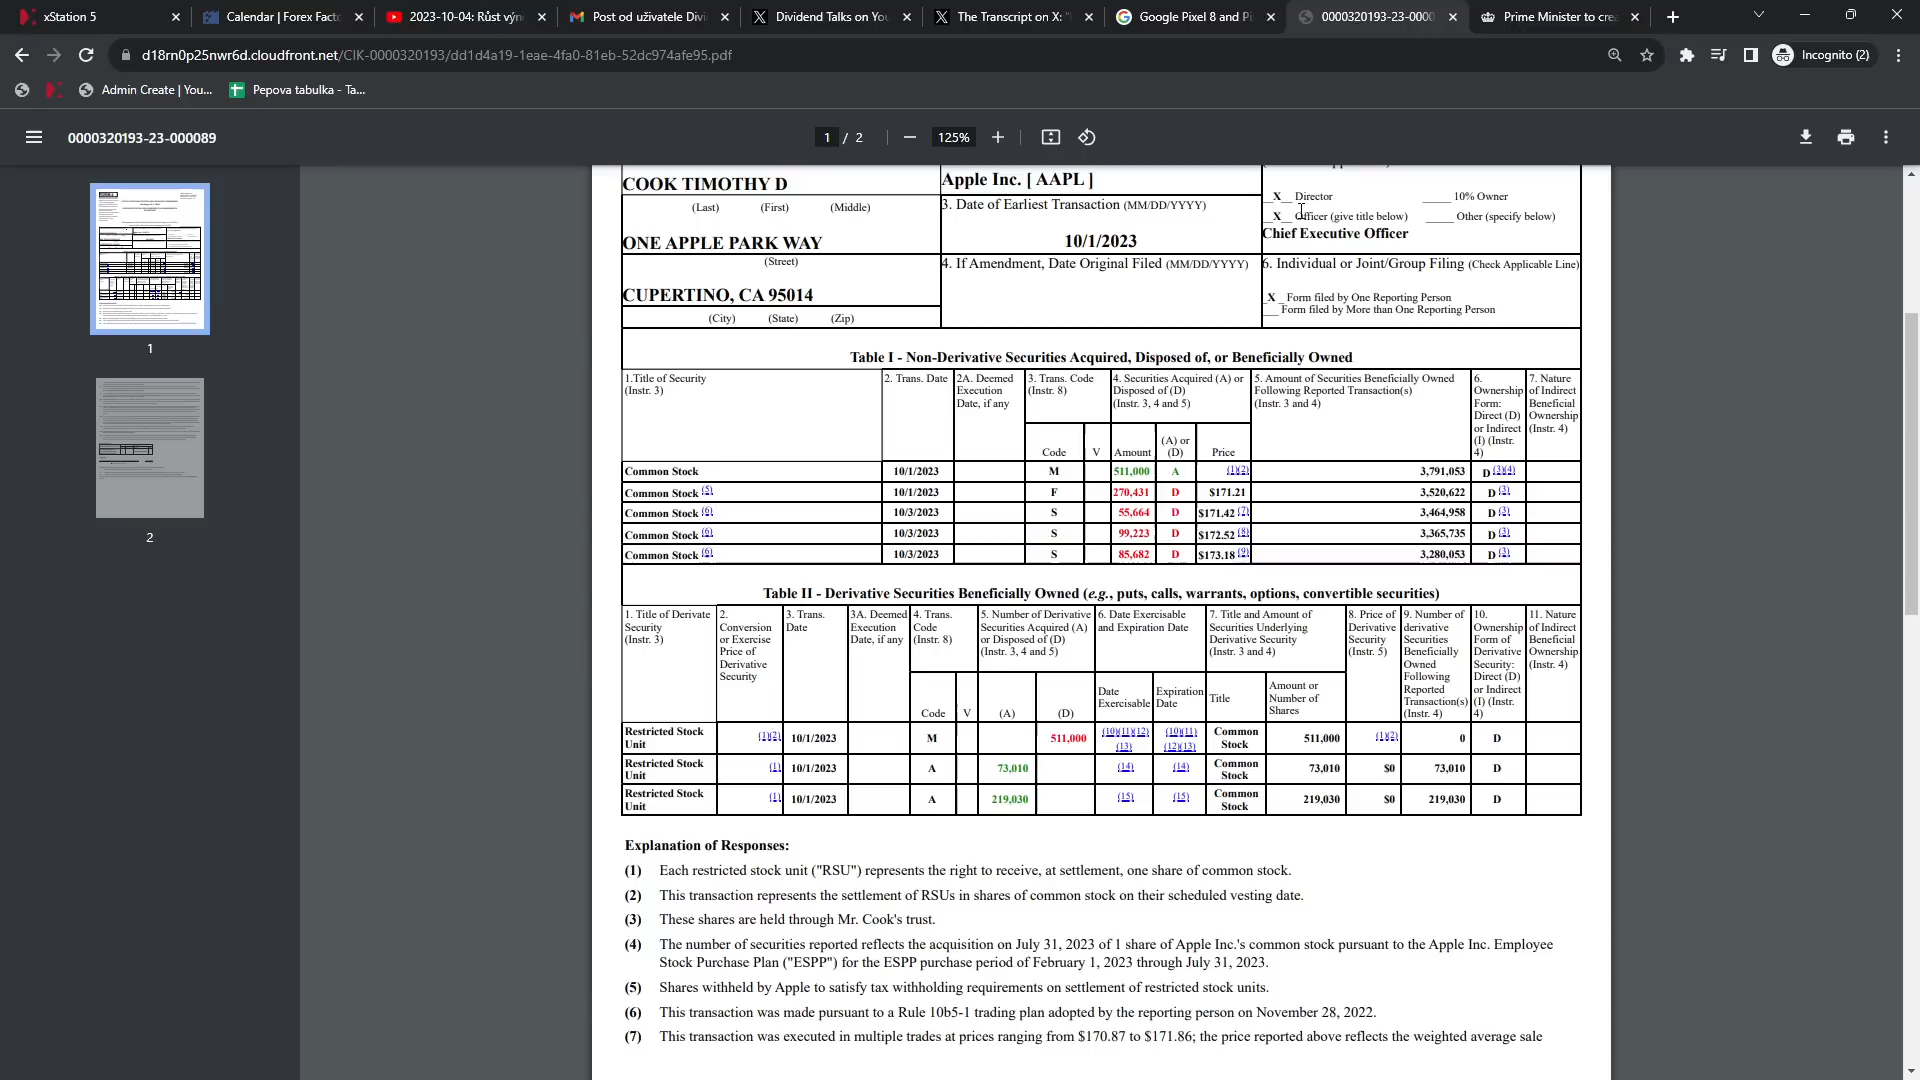 xStation 5
Calendar | Forex Facto
2023-10-04: Růst výn
Post od uživatele Divi
Dividend Talks on You
The Transcript on X: "
Google Pixel 8 and Pi
0000320193-23-0000
Prime Minister to crea
d18rn0p25nwr6d.cloudfront.net/CIK-0000320193/dd1d4a19-1eae-4fa0-81eb-52dc974afe95.pdf
Incognito (2)
Admin Create | You...
Pepova tabulka - Ta...
0000320193-23-000089
1 / 2
125%
1
2
COOK TIMOTHY D
(Last) (First) (Middle)
ONE APPLE PARK WAY
(Street)
CUPERTINO, CA 95014
(City) (State) (Zip)
Apple Inc. [ AAPL ]
3. Date of Earliest Transaction (MM/DD/YYYY)
10/1/2023
4. If Amendment, Date Original Filed (MM/DD/YYYY)
__X__ Director _____ 10% Owner
__X__ Officer (give title below) _____ Other (specify below)
Chief Executive Officer
6. Individual or Joint/Group Filing (Check Applicable Line)
_X _ Form filed by One Reporting Person
___ Form filed by More than One Reporting Person
Table I - Non-Derivative Securities Acquired, Disposed of, or Beneficially Owned
1.Title of Security
(Instr. 3)
2. Trans. Date
2A. Deemed
Execution
Date, if any
3. Trans. Code
(Instr. 8)
4. Securities Acquired (A) or
Disposed of (D)
(Instr. 3, 4 and 5)
5. Amount of Securities Beneficially Owned
Following Reported Transaction(s)
(Instr. 3 and 4)
6.
Ownership
Form:
Direct (D)
or Indirect
(I) (Instr.
4)
7. Nature
of Indirect
Beneficial
Ownership
(Instr. 4)
Code V Amount (A) or (D) Price
Common Stock 10/1/2023 M 511,000 A (1)(2) 3,791,053 D (3)(4)
Common Stock (5) 10/1/2023 F 270,431 D $171.21 3,520,622 D (3)
Common Stock (6) 10/3/2023 S 55,664 D $171.42 (7) 3,464,958 D (3)
Common Stock (6) 10/3/2023 S 99,223 D $172.52 (8) 3,365,735 D (3)
Common Stock (6) 10/3/2023 S 85,682 D $173.18 (9) 3,280,053 D (3)
Table II - Derivative Securities Beneficially Owned (e.g., puts, calls, warrants, options, convertible securities)
1. Title of Derivate
Security
(Instr. 3)
2.
Conversion
or Exercise
Price of
Derivative
Security
3. Trans.
Date
3A. Deemed
Execution
Date, if any
4. Trans.
Code
(Instr. 8)
5. Number of Derivative
Securities Acquired (A)
or Disposed of (D)
(Instr. 3, 4 and 5)
6. Date Exercisable
and Expiration Date
7. Title and Amount of
Securities Underlying
Derivative Security
(Instr. 3 and 4)
8. Price of
Derivative
Security
(Instr. 5)
9. Number of
derivative
Securities
Beneficially
Owned
Following
Reported
Transaction(s)
(Instr. 4)
10.
Ownership
Form of
Derivative
Security:
Direct (D)
or Indirect
(I) (Instr.
4)
11. Nature
of Indirect
Beneficial
Ownership
(Instr. 4)
Code V (A) (D)
Date
Exercisable
Expiration
Date
Title
Amount or
Number of
Shares
Restricted Stock Unit (1)(2) 10/1/2023 M 511,000 (10)(11)(12)(13) (10)(11)(12)(13) Common Stock 511,000 (1)(2) 0 D
Restricted Stock Unit (1) 10/1/2023 A 73,010 (14) (14) Common Stock 73,010 $0 73,010 D
Restricted Stock Unit (1) 10/1/2023 A 219,030 (15) (15) Common Stock 219,030 $0 219,030 D
Explanation of Responses:
(1) Each restricted stock unit ("RSU") represents the right to receive, at settlement, one share of common stock.
(2) This transaction represents the settlement of RSUs in shares of common stock on their scheduled vesting date.
(3) These shares are held through Mr. Cook's trust.
(4) The number of securities reported reflects the acquisition on July 31, 2023 of 1 share of Apple Inc.'s common stock pursuant to the Apple Inc. Employee
Stock Purchase Plan ("ESPP") for the ESPP purchase period of February 1, 2023 through July 31, 2023.
(5) Shares withheld by Apple to satisfy tax withholding requirements on settlement of restricted stock units.
(6) This transaction was made pursuant to a Rule 10b5-1 trading plan adopted by the reporting person on November 28, 2022.
(7) This transaction was executed in multiple trades at prices ranging from $170.87 to $171.86; the price reported above reflects the weighted average sale